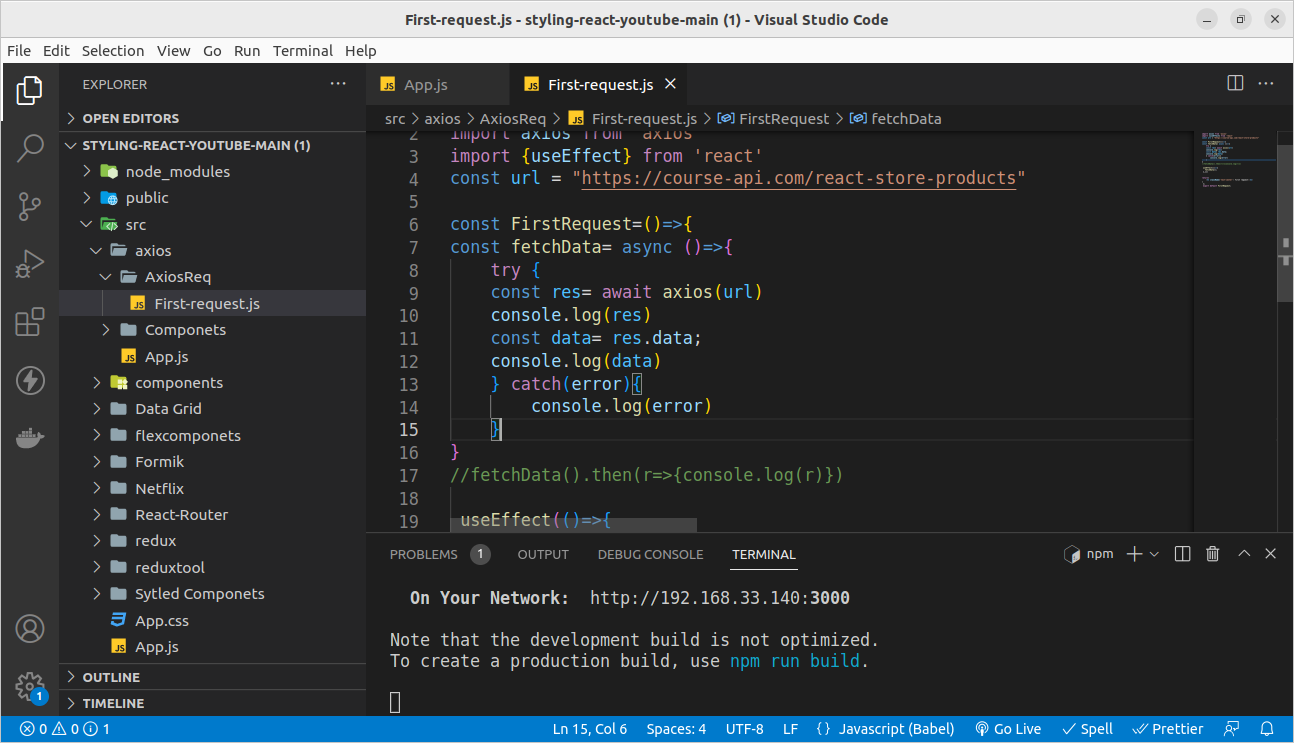 First-request.js - styling-react-youtube-main (1) - Visual Studio Code
File Edit Selection View Go Run Terminal Help
EXPLORER
OPEN EDITORS
STYLING-REACT-YOUTUBE-MAIN (1)
node_modules
public
src
axios
AxiosReq
First-request.js
Componets
App.js
components
Data Grid
flexcomponets
Formik
Netflix
React-Router
redux
reduxtool
Sytled Componets
App.css
App.js
OUTLINE
TIMELINE
App.js First-request.js
src > axios > AxiosReq > First-request.js > FirstRequest > fetchData
2 import axios from 'axios'
3 import {useEffect} from 'react'
4 const url = "https://course-api.com/react-store-products"
5
6 const FirstRequest=()=>{
7 const fetchData= async ()=>{
8 try {
9 const res= await axios(url)
10 console.log(res)
11 const data= res.data;
12 console.log(data)
13 } catch(error){
14 console.log(error)
15 }
16 }
17 //fetchData().then(r=>{console.log(r)})
18
19 useEffect(()=>{
PROBLEMS 1 OUTPUT DEBUG CONSOLE TERMINAL npm
On Your Network: http://192.168.33.140:3000
Note that the development build is not optimized.
To create a production build, use npm run build.
1
0 0 1 Ln 15, Col 6 Spaces: 4 UTF-8 LF {} Javascript (Babel) Go Live Spell Prettier